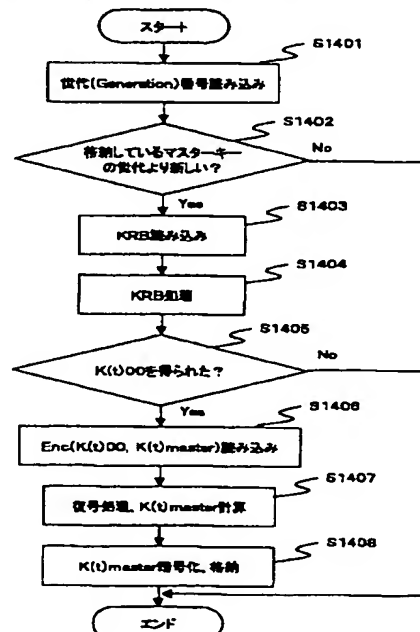 スタート
S1401
世代(Generation)番号読み込み
S1402
格納しているマスターキー
の世代より新しい?
No
Yes
S1403
KRB読み込み
S1404
KRB処理
S1405
K(t)00を得られた?
No
Yes
S1406
Enc(K(t)00, K(t)master)読み込み
S1407
復号処理、K(t)master計算
S1408
K(t)master暗号化、格納
エンド